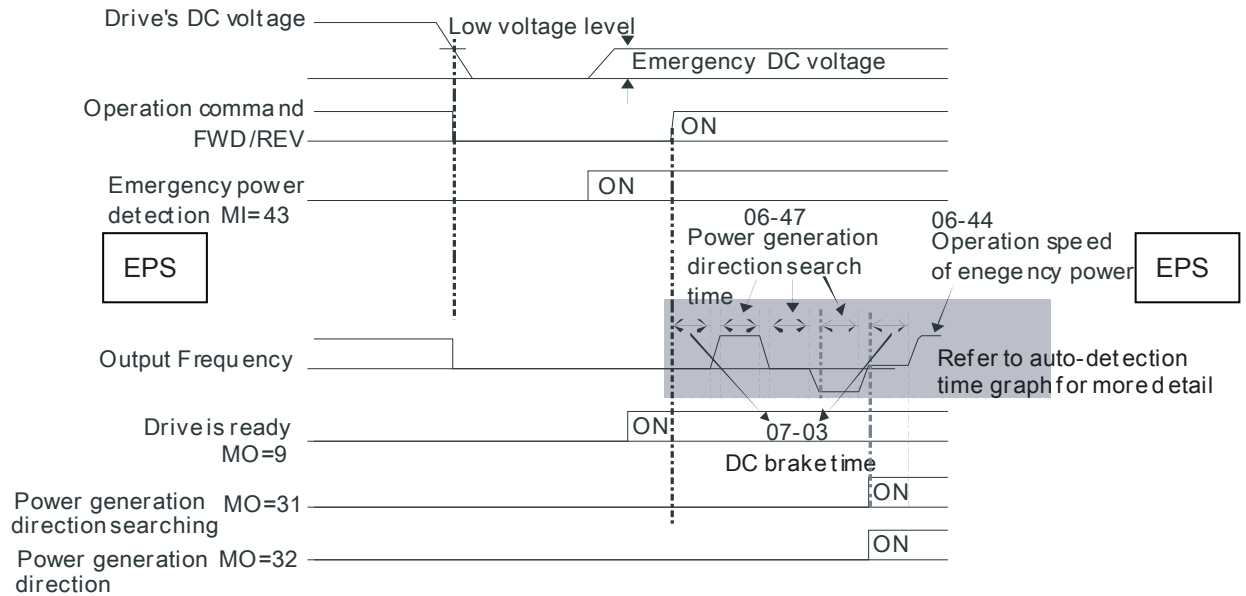 Drive's DC voltage
Low voltage level
Emergency DC voltage
Operation command
FWD/REV
ON
Emergency power
detection MI=43
ON
EPS
06-47
Power generation
direction search
time
06-44
Operation speed
of enegency power
EPS
Output Frequency
Refer to auto-detection
time graph for more detail
Drive is ready
MO=9
ON
07-03
DC brake time
Power generation MO=31
direction searching
ON
Power generation MO=32
direction
ON